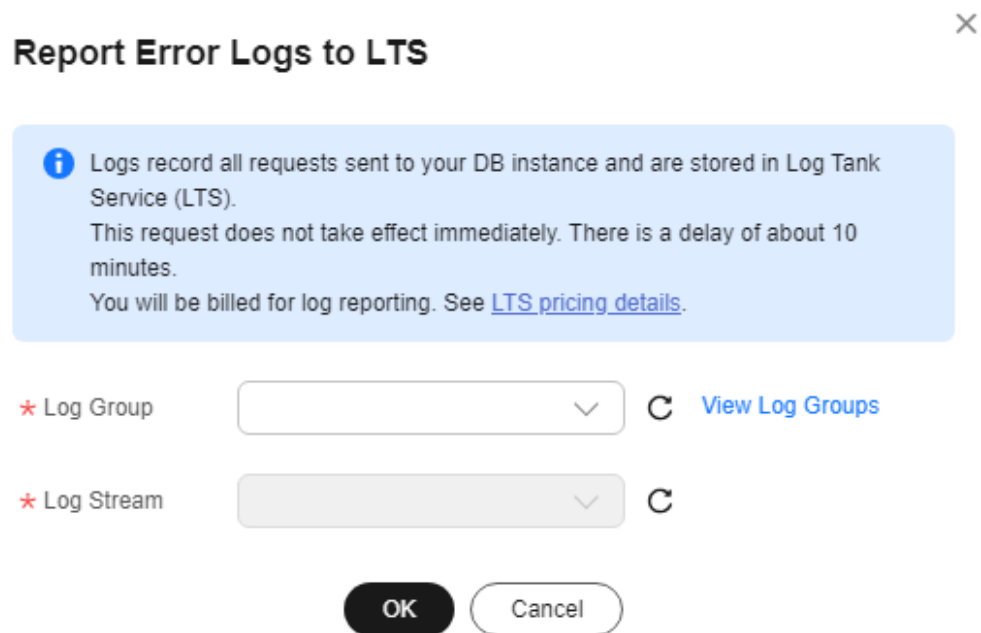 Report Error Logs to LTS
Logs record all requests sent to your DB instance and are stored in Log Tank
Service (LTS).
This request does not take effect immediately. There is a delay of about 10
minutes.
You will be billed for log reporting. See LTS pricing details.
* Log Group
View Log Groups
* Log Stream
OK
Cancel